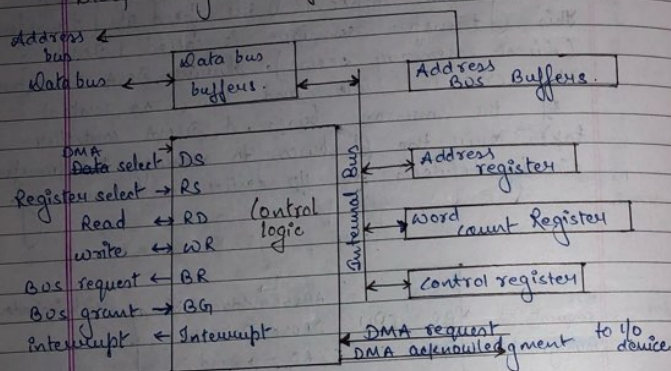 Address
bus
Data bus
Data bus
buffers.
Address
Bus Buffers.
DMA
Data select
DS
Register select
RS
Read
RD
Write
WR
Bus request
BR
Bus grant
BG
interrupt
Interrupt
Control
logic
Internal Bus
Address
register
Word
count Register
Control register
DMA request
DMA acknowledgment
to I/O
device